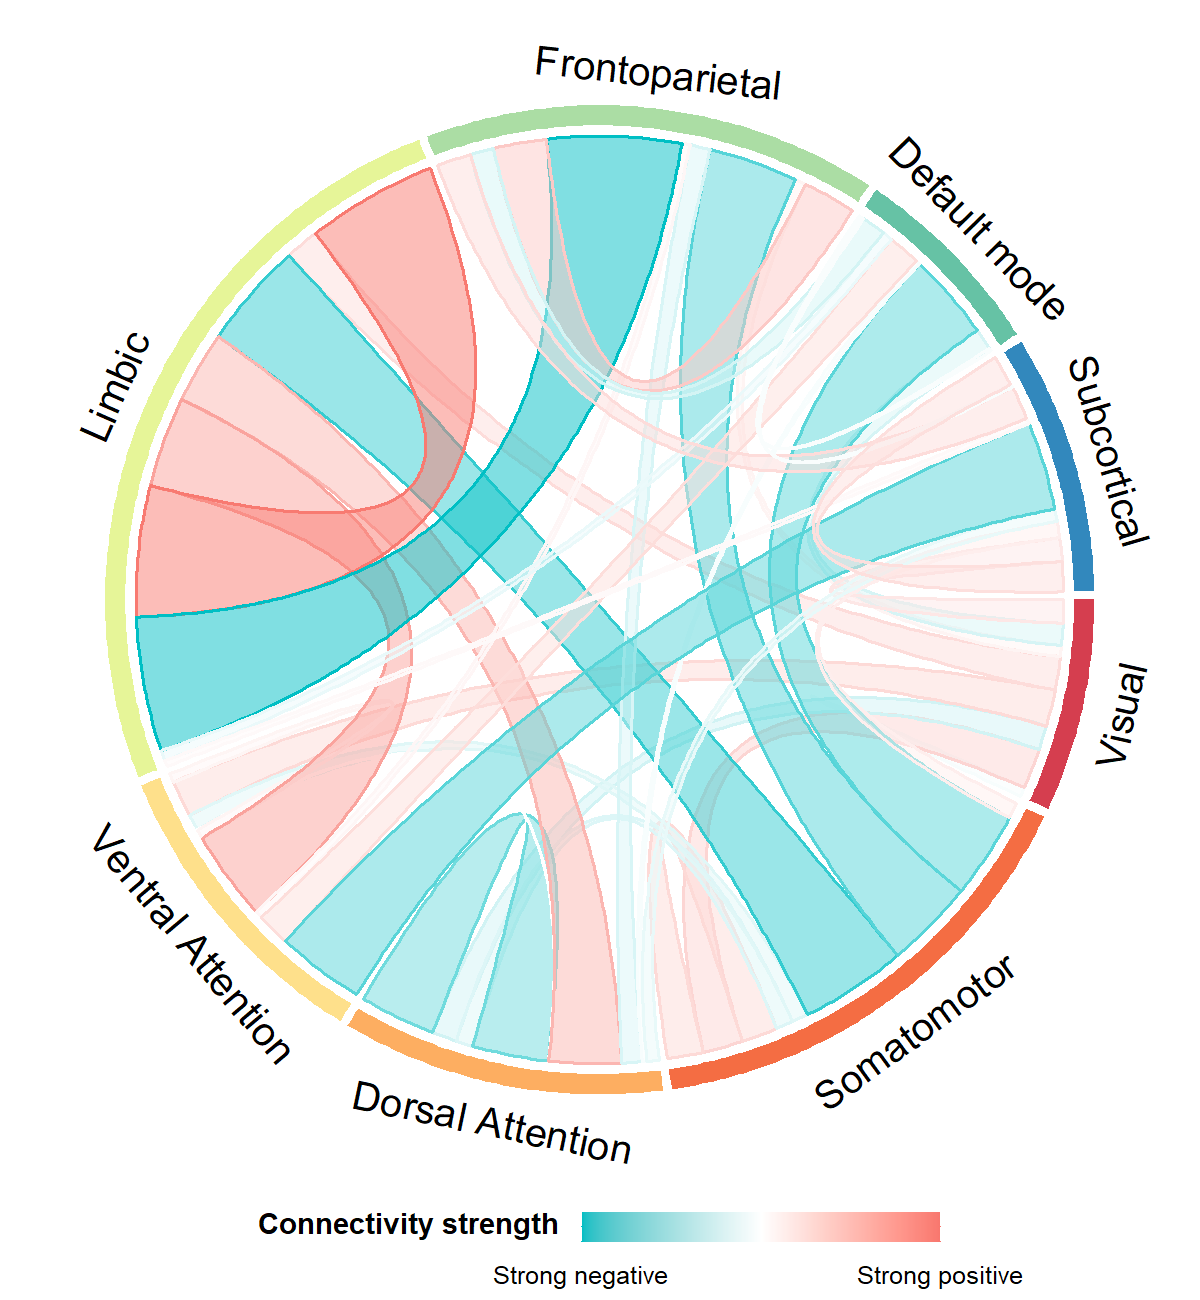 Frontoparietal
Default mode
Subcortical
Limbic
Visual
Ventral Attention
Somatomotor
Dorsal Attention
Connectivity strength
Strong negative
Strong positive